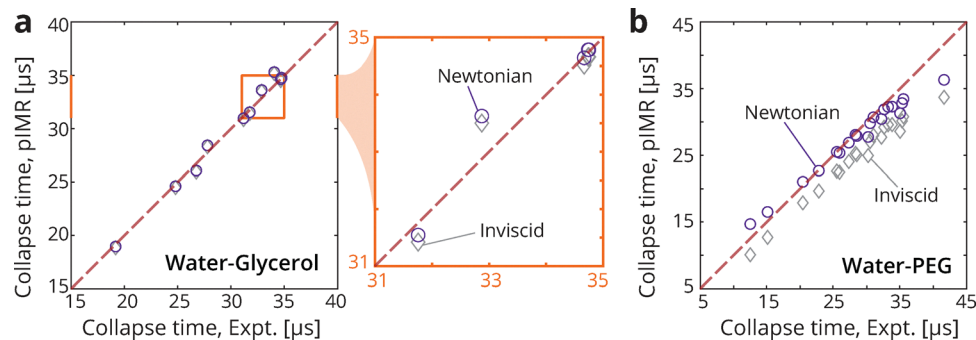 a
40
35
30
25
20
15
15
20
25
30
35
40
Collapse time, pIMR [µs]
Collapse time, Expt. [µs]
Water-Glycerol
35
31
31
33
35
Newtonian
Inviscid
b
45
35
25
15
5
5
15
25
35
45
Collapse time, pIMR [µs]
Collapse time, Expt. [µs]
Newtonian
Inviscid
Water-PEG